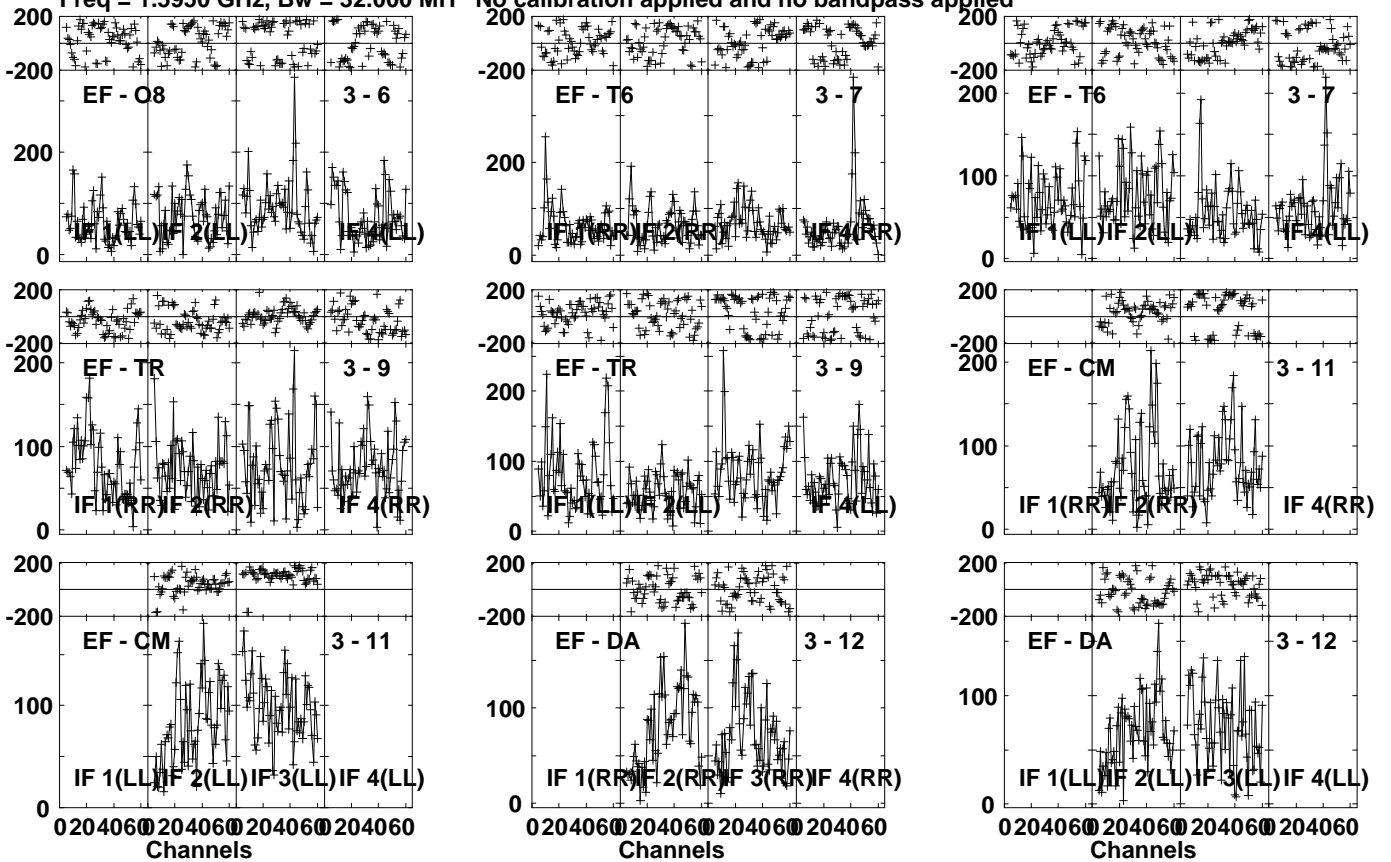 Freq = 1.5950 GHz, Bw = 32.000 MH No calibration applied and no bandpass applied
200 200 200
-200 -200 -200
EF - O8 3 - 6 EF - T6 3 - 7 EF - T6 3 - 7
200 200 200
100
IF 1(LL) IF 2(LL) IF 4(LL) IF 1(RR) IF 2(RR) IF 4(RR) IF 1(LL) IF 2(LL) IF 4(LL)
0 0 0
200 200 200
-200 -200 -200
EF - TR 3 - 9 EF - TR 3 - 9 EF - CM 3 - 11
200 200 200
100 100 100
IF 1(RR) IF 2(RR) IF 4(RR) IF 1(LL) IF 2(LL) IF 4(LL) IF 1(RR) IF 2(RR) IF 4(RR)
0 0 0
200 200 200
-200 -200 -200
EF - CM 3 - 11 EF - DA 3 - 12 EF - DA 3 - 12
100 100 100
IF 1(LL) IF 2(LL) IF 3(LL) IF 4(LL) IF 1(RR) IF 2(RR) IF 3(RR) IF 4(RR) IF 1(LL) IF 2(LL) IF 3(LL) IF 4(LL)
0 0 0
0 20 40 60 0 20 40 60 0 20 40 60 0 20 40 60 0 20 40 60 0 20 40 60 0 20 40 60 0 20 40 60 0 20 40 60 0 20 40 60 0 20 40 60 0 20 40 60
Channels Channels Channels